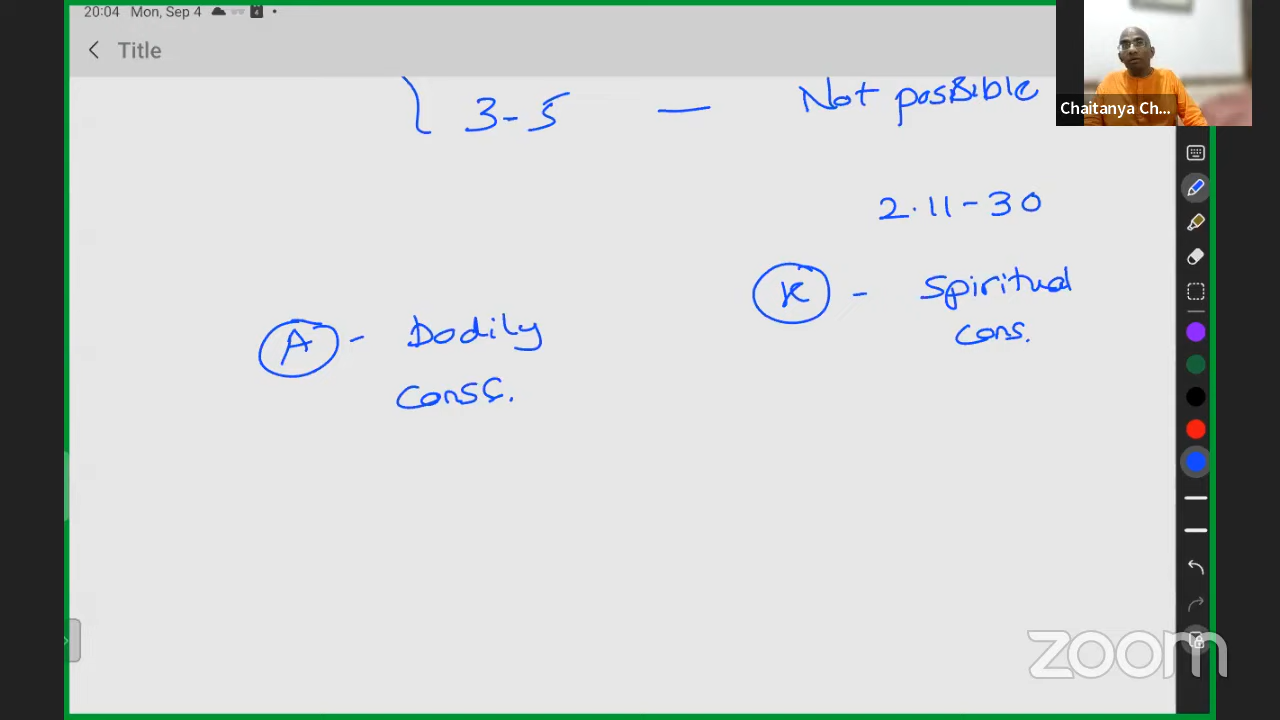 20:04 Mon, Sep 4
Title
3-5 — Not possible
Chaitanya Ch...
2.11-30
K - Spiritual
cons.
A - Bodily
consc.
zoom